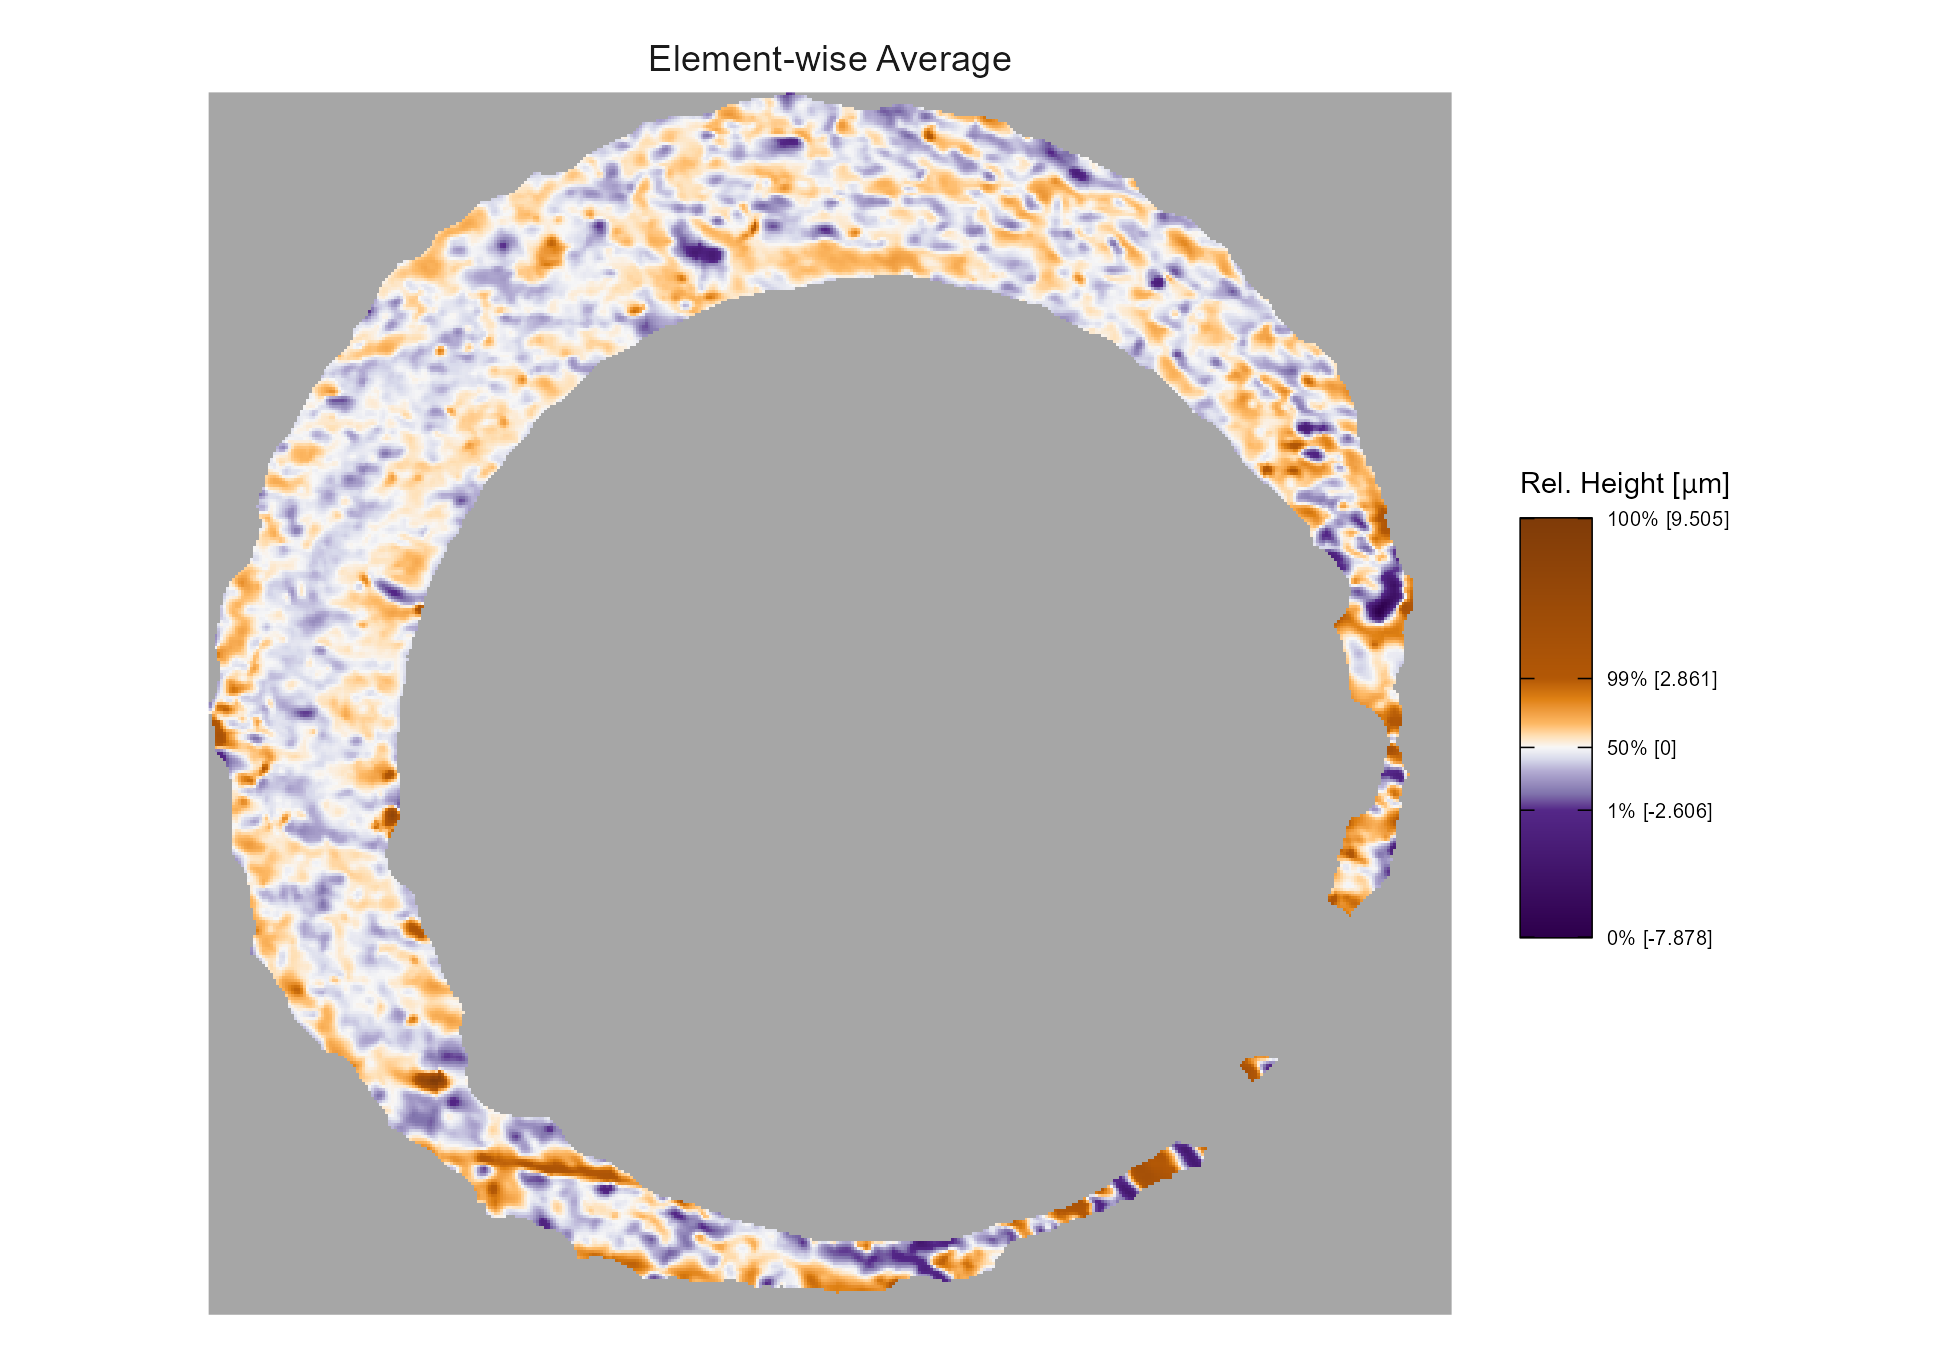 Element-wise Average
Rel. Height [µm]
100% [9.505]
99% [2.861]
50% [0]
1% [-2.606]
0% [-7.878]